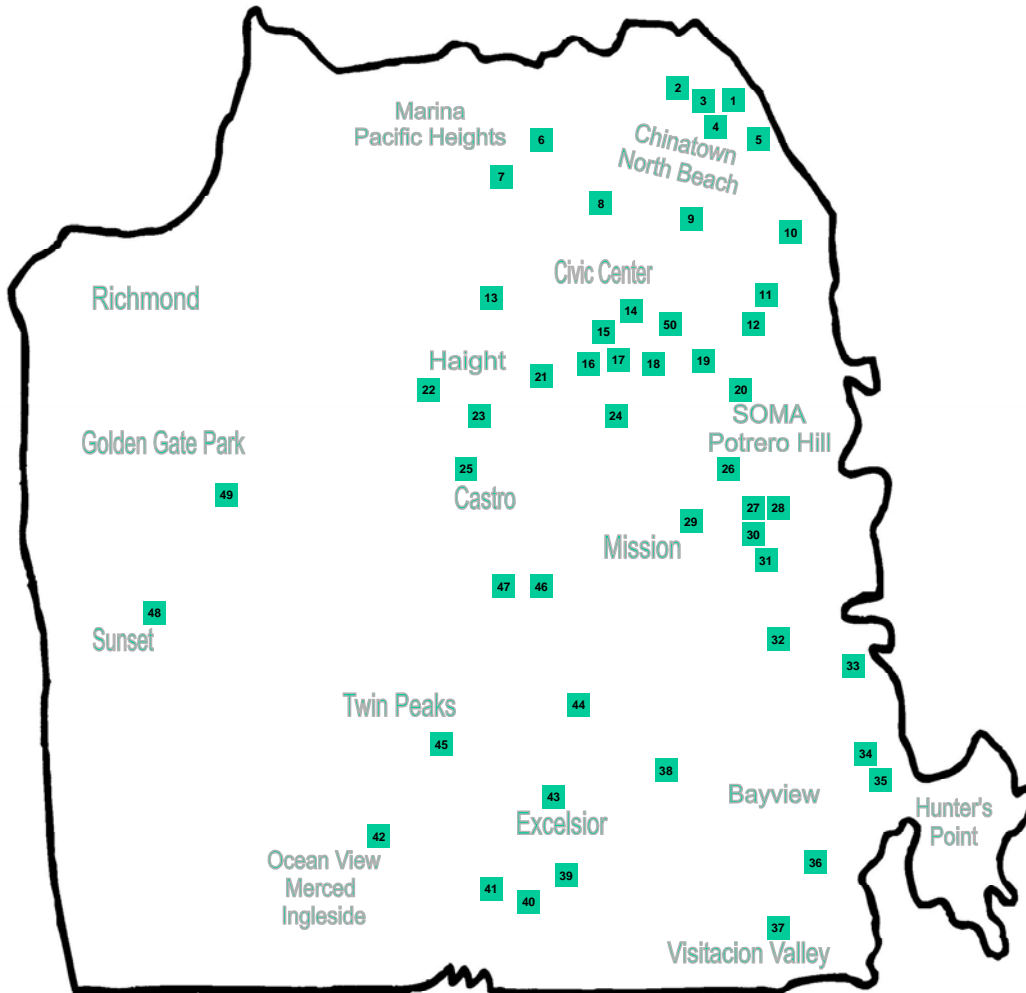 2
3
1
Marina
4
Pacific Heights
6
5
Chinatown
North Beach
7
8
9
10
Civic Center
Richmond
13
11
14
50
12
15
Haight
16
17
18
19
21
22
20
23
24
SOMA
Golden Gate Park
Potrero Hill
25
26
49
Castro
27
28
29
30
Mission
31
47
46
48
Sunset
32
33
Twin Peaks
44
45
34
38
35
43
Bayview
Excelsior
Hunter's
Point
42
Ocean View
Merced
Ingleside
36
39
41
40
37
Visitacion Valley